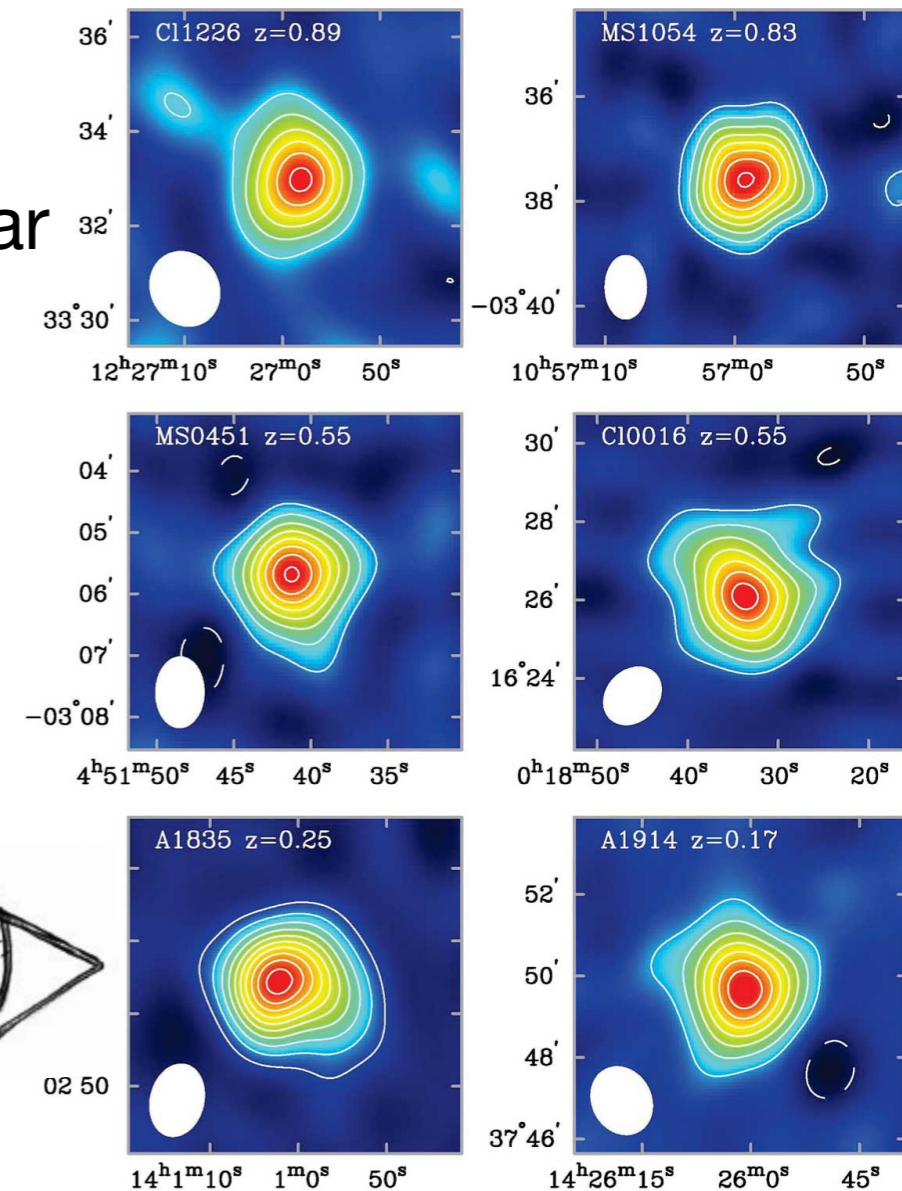 ar
Cl1226 z=0.89
36′
34′
32′
33°30′
12ʰ27ᵐ10ˢ 27ᵐ0ˢ 50ˢ
MS1054 z=0.83
36′
38′
−03°40′
10ʰ57ᵐ10ˢ 57ᵐ0ˢ 50ˢ
MS0451 z=0.55
04′
05′
06′
07′
−03°08′
4ʰ51ᵐ50ˢ 45ˢ 40ˢ 35ˢ
Cl0016 z=0.55
30′
28′
26′
16°24′
0ʰ18ᵐ50ˢ 40ˢ 30ˢ 20ˢ
A1835 z=0.25
02 50
14ʰ1ᵐ10ˢ 1ᵐ0ˢ 50ˢ
A1914 z=0.17
52′
50′
48′
37°46′
14ʰ26ᵐ15ˢ 26ᵐ0ˢ 45ˢ